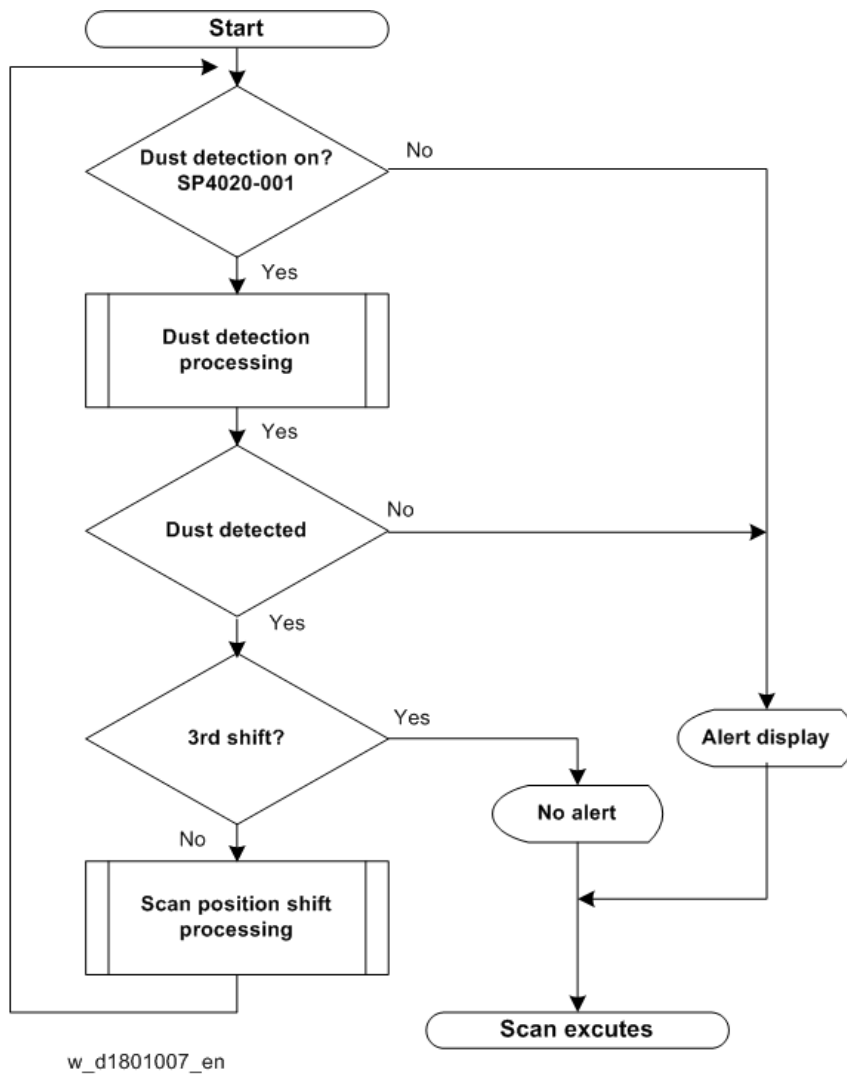 Start
Dust detection on?
SP4020-001
No
Yes
Dust detection
processing
Yes
Dust detected
No
Yes
3rd shift?
Yes
Alert display
No alert
No
Scan position shift
processing
Scan excutes
w_d1801007_en